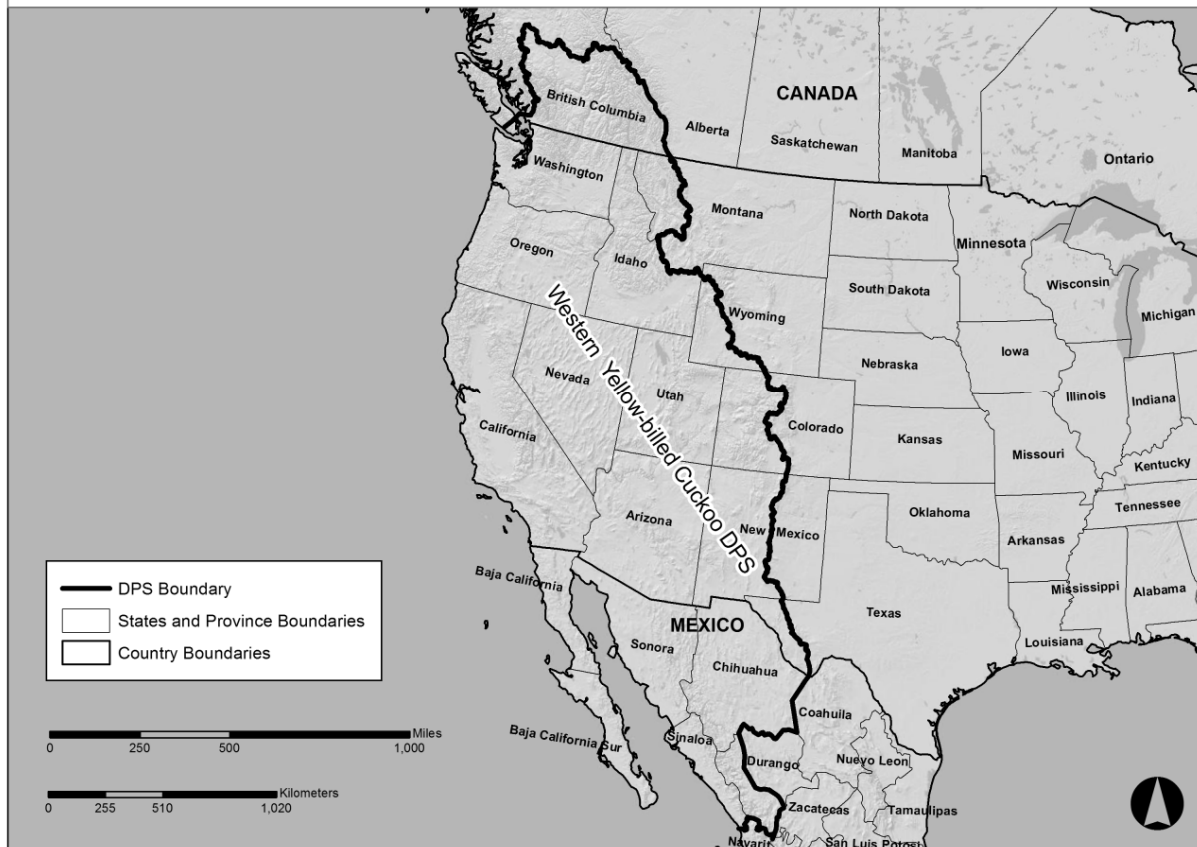 CANADA
British Columbia
Alberta
Saskatchewan
Manitoba
Ontario
Washington
Montana
North Dakota
Minnesota
Oregon
Idaho
Wisconsin
South Dakota
Michigan
Wyoming
Iowa
Nebraska
Nevada
Utah
Illinois
Indiana
California
Colorado
Kansas
Missouri
Kentucky
Western Yellow-billed Cuckoo DPS
Tennessee
Arizona
New Mexico
Oklahoma
Arkansas
Mississippi
Alabama
Texas
Louisiana
Baja California
MEXICO
Sonora
Chihuahua
Coahuila
Baja California Sur
Sinaloa
Durango
Nuevo Leon
Zacatecas
Tamaulipas
Nayarit
San Luis Potosi
DPS Boundary
States and Province Boundaries
Country Boundaries
Miles
0 250 500 1,000
Kilometers
0 255 510 1,020